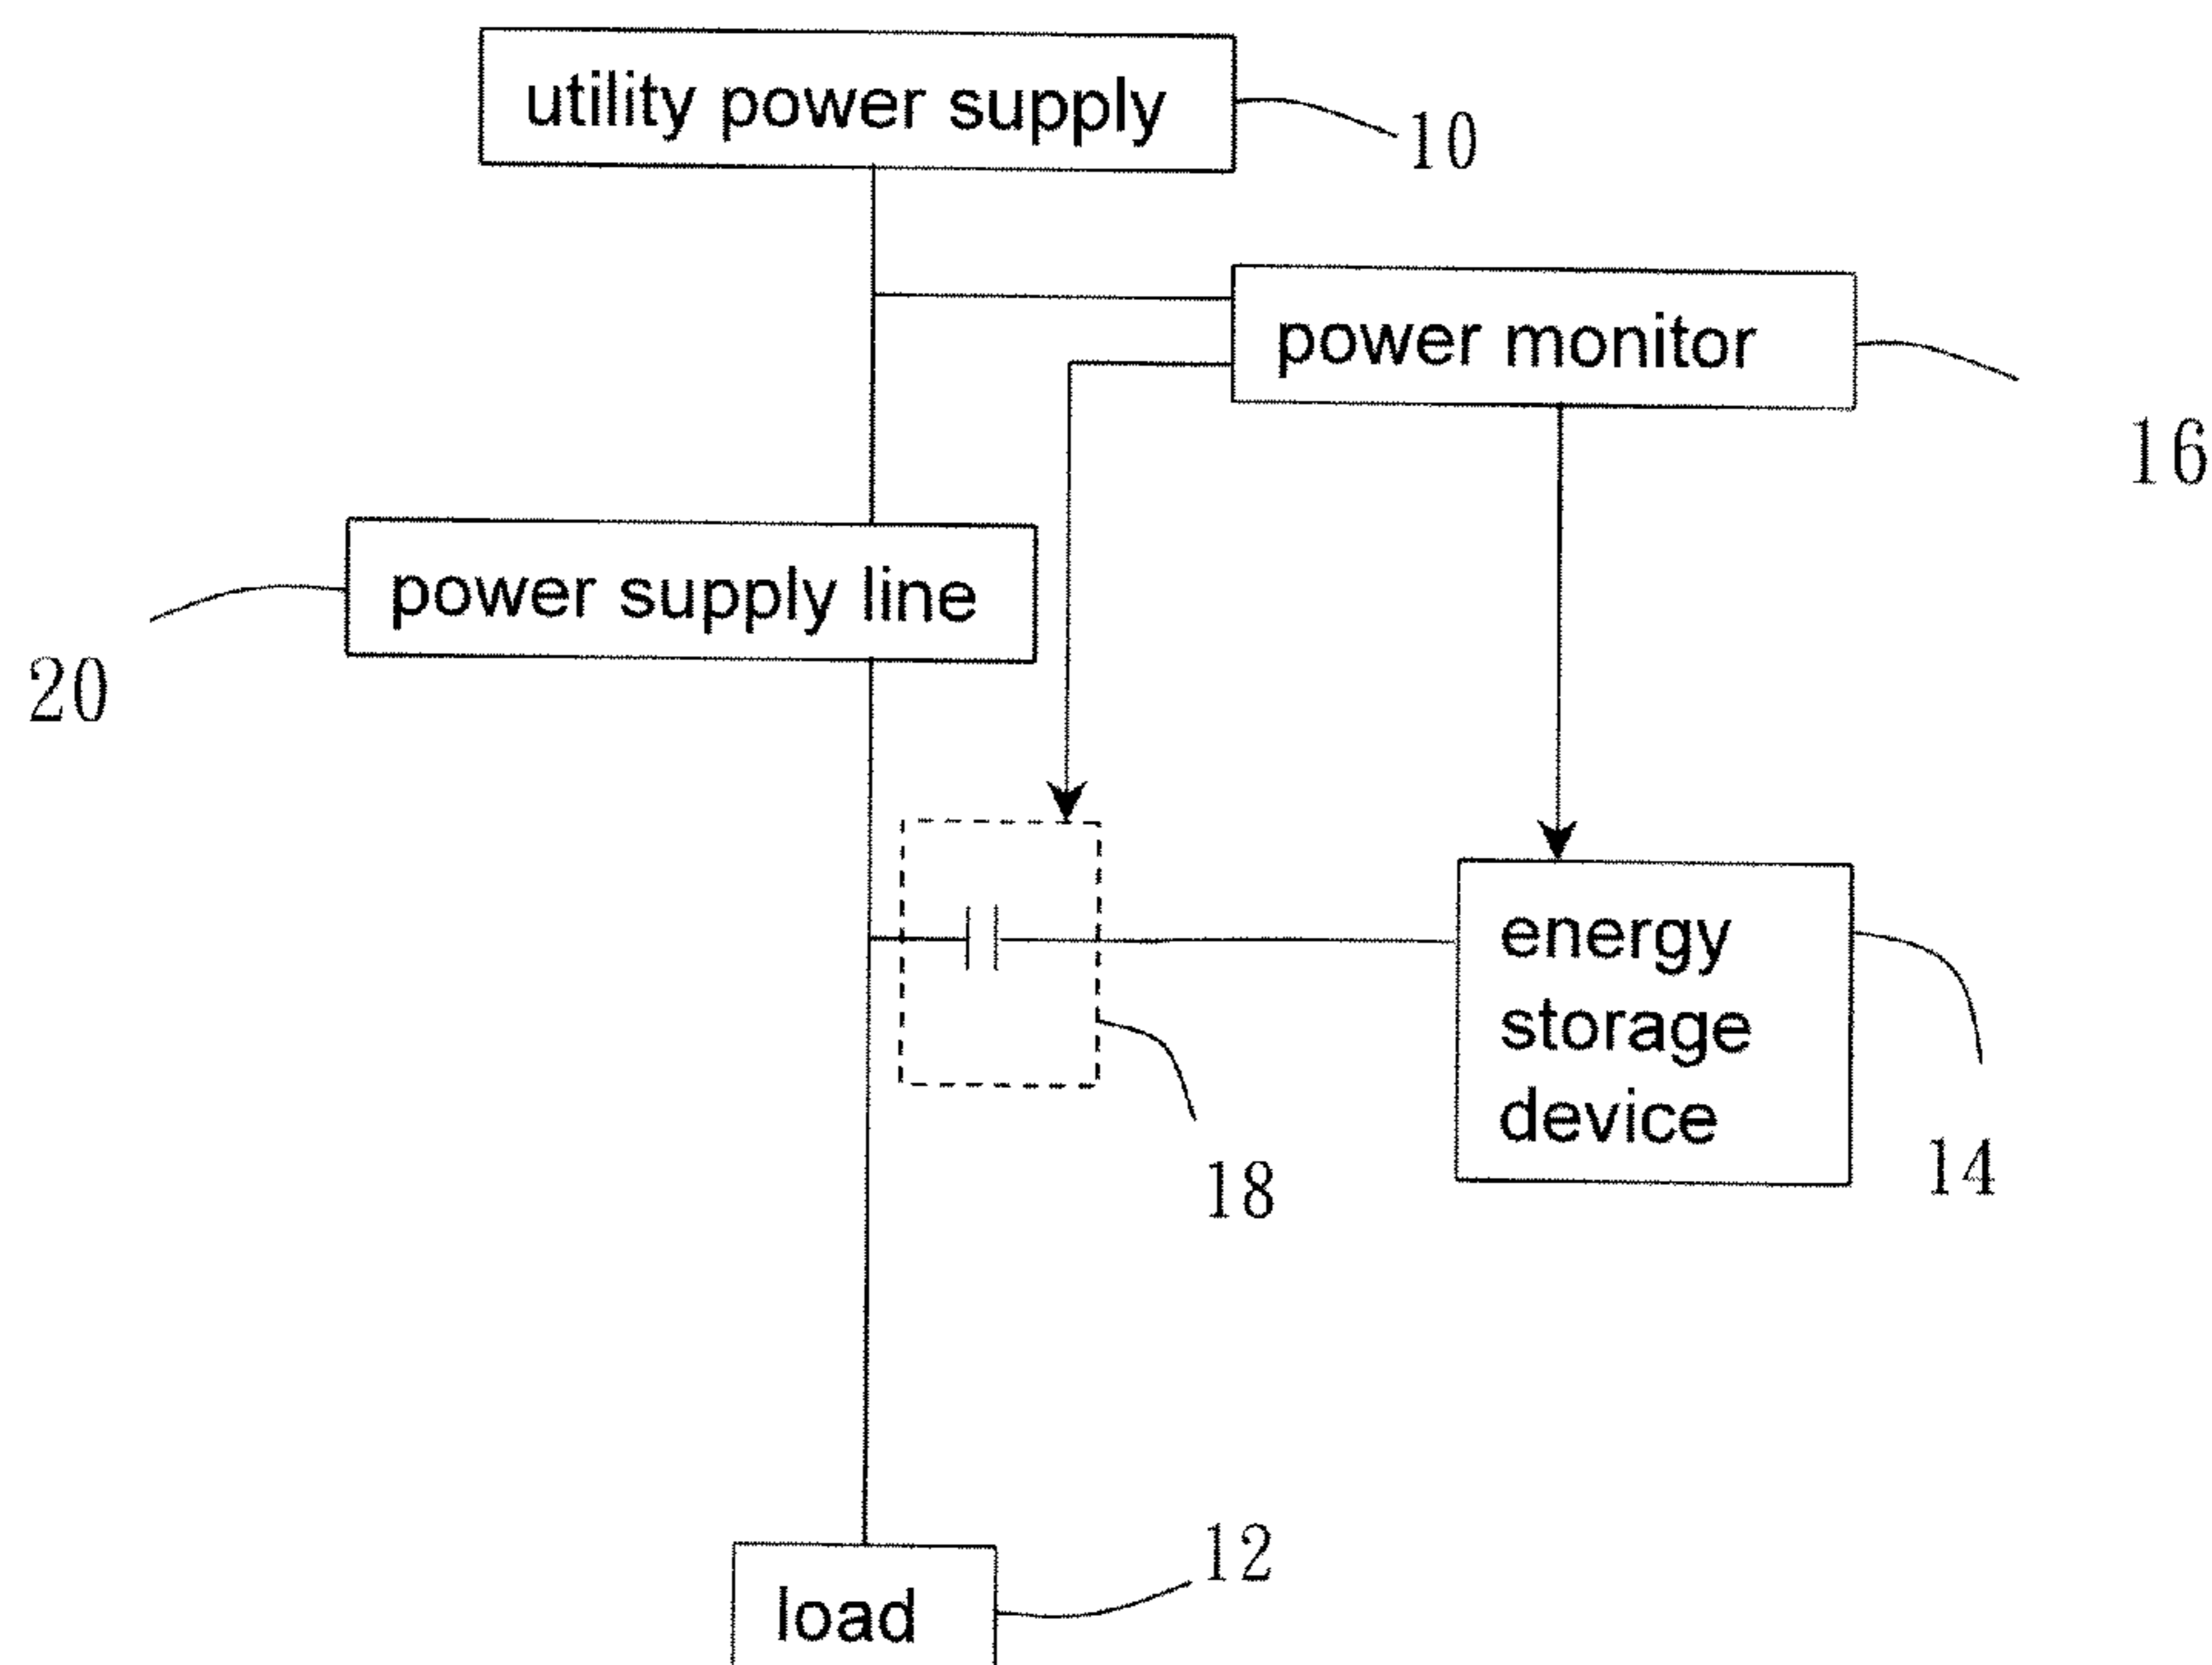 utility power supply
10
power monitor
16
power supply line
20
energy
storage
device
14
18
12
load